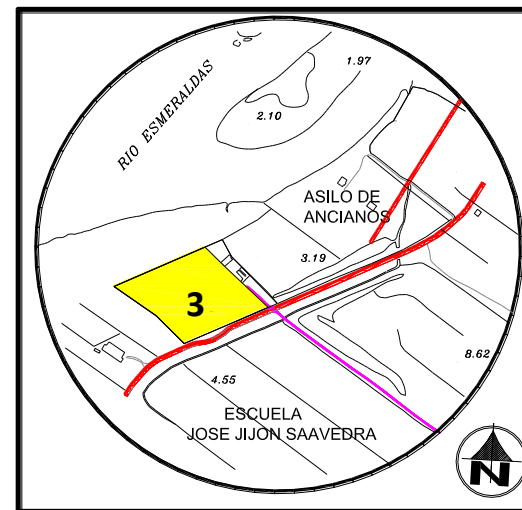 1.97
2.10
RIO ESMERALDAS
ASILO DE
ANCIANOS
3.19
3
8.62
4.55
ESCUELA
JOSE JIJON SAAVEDRA
N